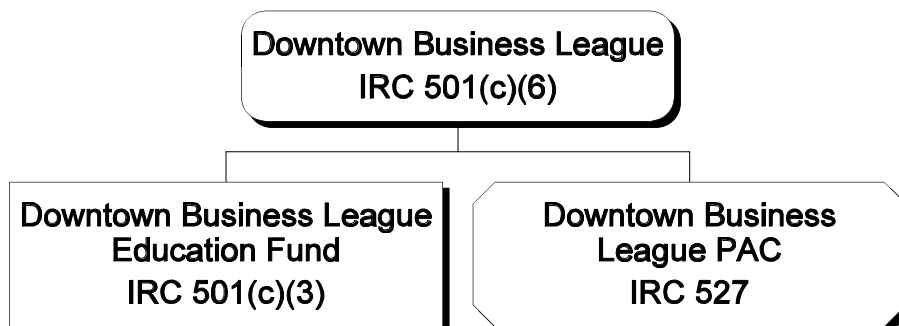 Downtown Business League
IRC 501(c)(6)
Downtown Business League
Education Fund
IRC 501(c)(3)
Downtown Business
League PAC
IRC 527